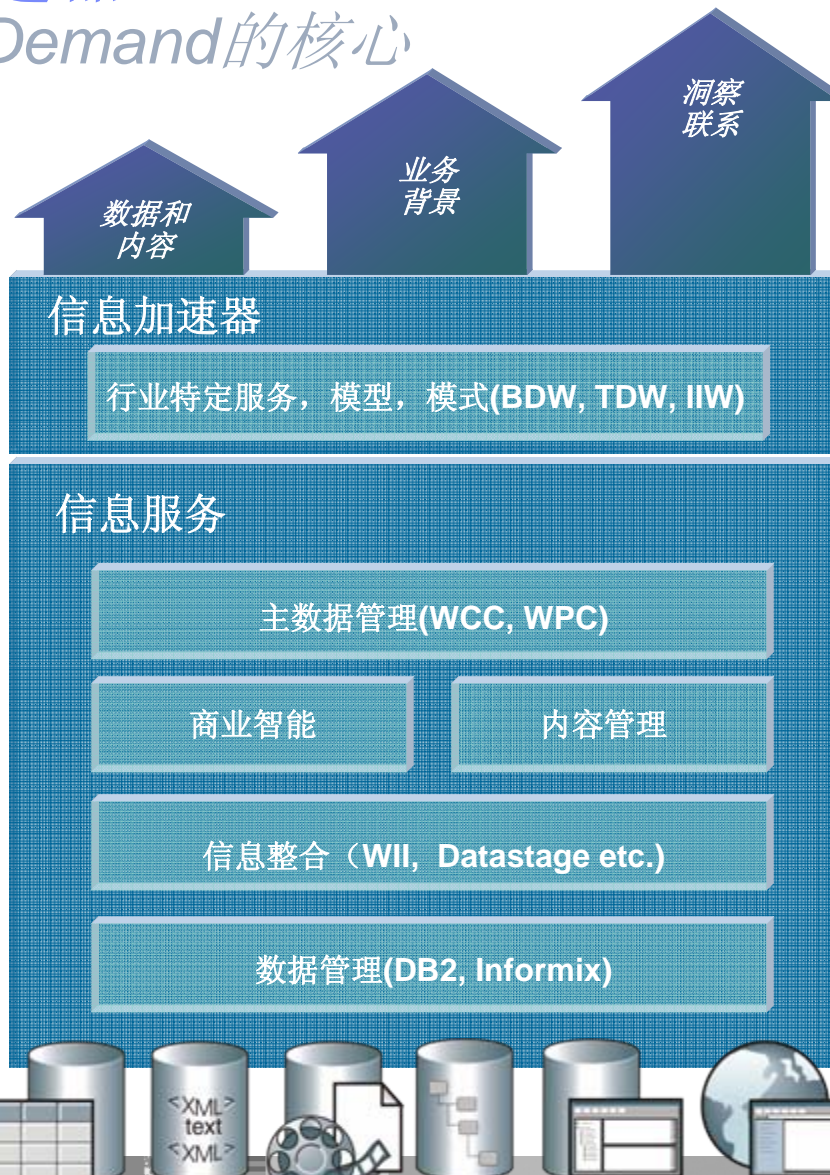 Demand的核心
洞察
联系
业务
背景
数据和
内容
信息加速器
行业特定服务，模型，模式(BDW, TDW, IIW)
信息服务
主数据管理(WCC, WPC)
商业智能
内容管理
信息整合（WII, Datastage etc.)
数据管理(DB2, Informix)
<XML>
text
<XML>